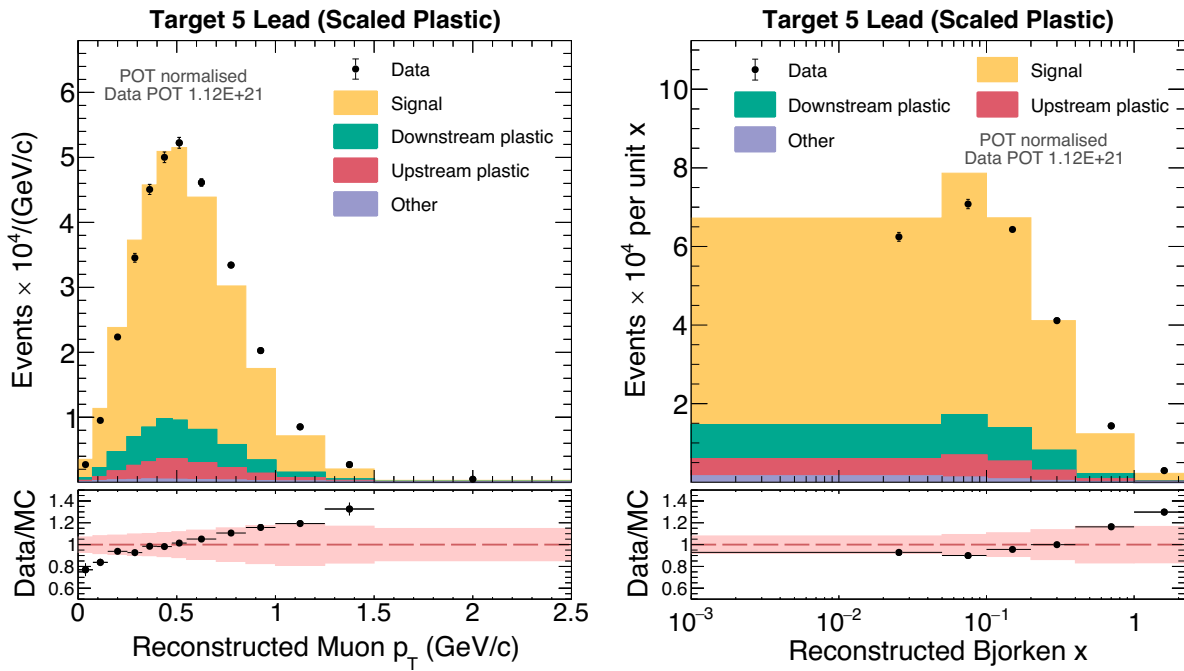 Target 5 Lead (Scaled Plastic)
POT normalised
Data POT 1.12E+21
Data
Signal
Downstream plastic
Upstream plastic
Other
Events × 10⁴/(GeV/c)
6
5
4
3
2
1
Data/MC
1.4
1.2
1
0.8
0.6
0 0.5 1 1.5 2 2.5
Reconstructed Muon p_T (GeV/c)
Target 5 Lead (Scaled Plastic)
Data Signal
Downstream plastic Upstream plastic
Other
POT normalised
Data POT 1.12E+21
Events × 10⁴ per unit x
10
8
6
4
2
Data/MC
1.4
1.2
1
0.8
0.6
10⁻³ 10⁻² 10⁻¹ 1
Reconstructed Bjorken x